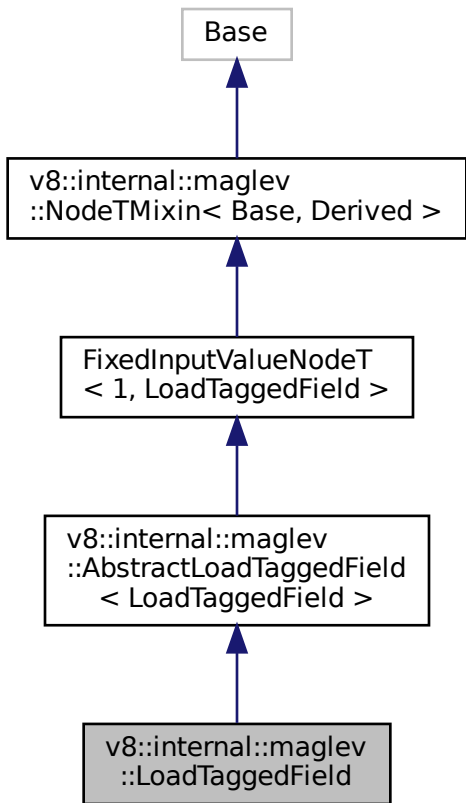 Base
v8::internal::maglev
::NodeTMixin< Base, Derived >
FixedInputValueNodeT
< 1, LoadTaggedField >
v8::internal::maglev
::AbstractLoadTaggedField
< LoadTaggedField >
v8::internal::maglev
::LoadTaggedField